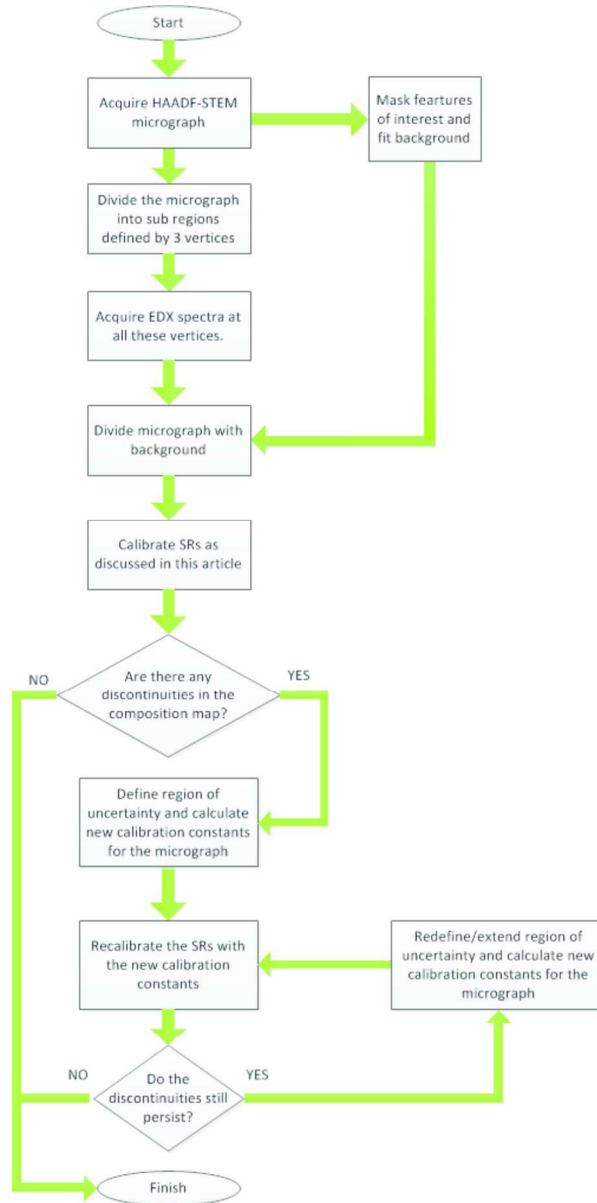 Start
Acquire HAADF-STEM
micrograph
Mask feartures
of interest and
fit background
Divide the micrograph
into sub regions
defined by 3 vertices
Acquire EDX spectra at
all these vertices.
Divide micrograph with
background
Calibrate SRs as
discussed in this article
NO
Are there any
discontinuities in the
composition map?
YES
Define region of
uncertainty and calculate
new calibration constants
for the micrograph
Recalibrate the SRs with
the new calibration
constants
Redefine/extend region of
uncertainty and calculate new
calibration constants for the
micrograph
NO
Do the
discontinuities still
persist?
YES
Finish